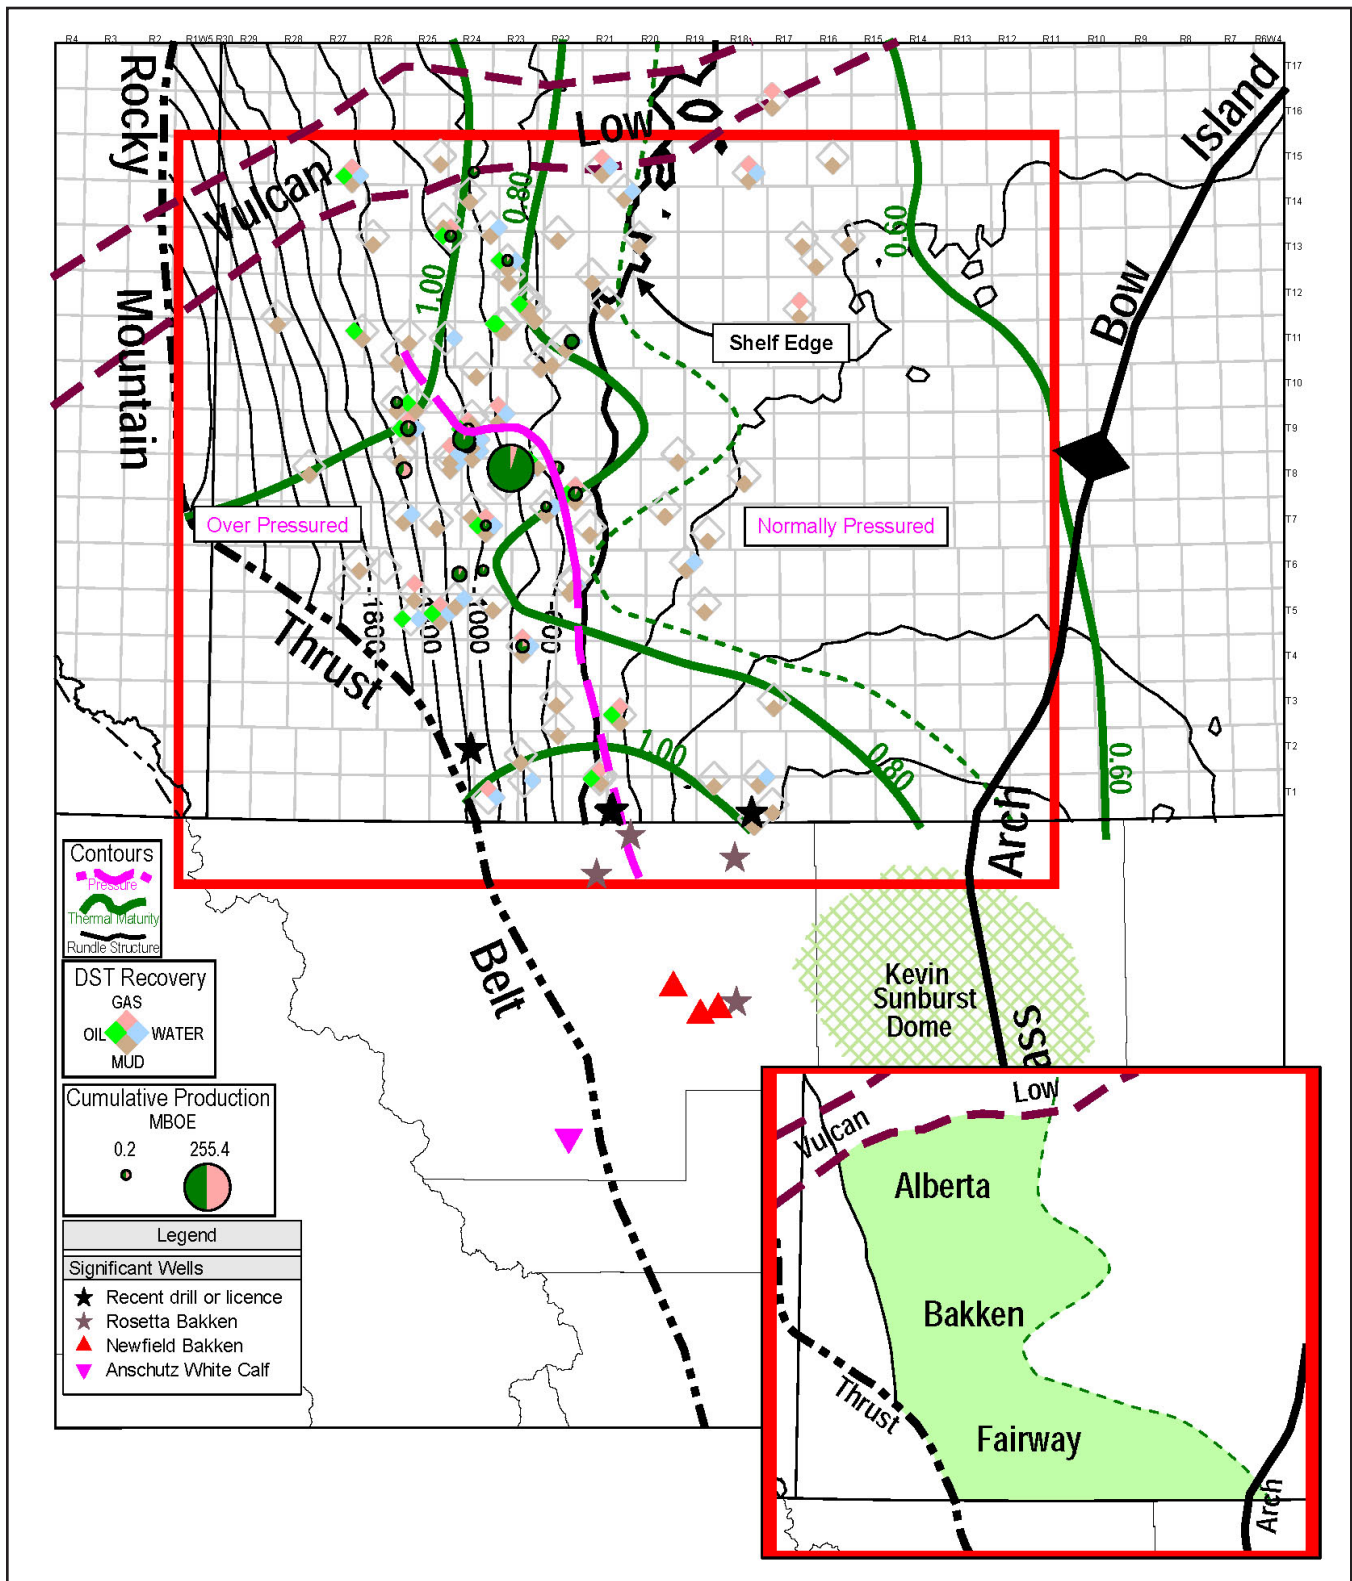 R4 R3 R2 R1W5 R30 R29 R28 R27 R26 R25 R24 R23 R22 R21 R20 R19 R18 R17 R16 R15 R14 R13 R12 R11 R10 R9 R8 R7 R6W4
T17
T16
T15
T14
T13
T12
T11
T10
T9
T8
T7
T6
T5
T4
T3
T2
T1
Rocky
Mountain
Thrust
Belt
Vulcan
Low
Bow
Island
Arch
1.00
0.80
0.60
Shelf Edge
Over Pressured
Normally Pressured
1800
1.00
0.80
0.60
Kevin
Sunburst
Dome
Contours
Pressure
Thermal Maturity
Rundle Structure
DST Recovery
GAS
OIL WATER
MUD
Cumulative Production
MBOE
0.2 255.4
Legend
Significant Wells
Recent drill or licence
Rosetta Bakken
Newfield Bakken
Anschutz White Calf
Vulcan
Low
Alberta
Bakken
Fairway
Thrust
Arch